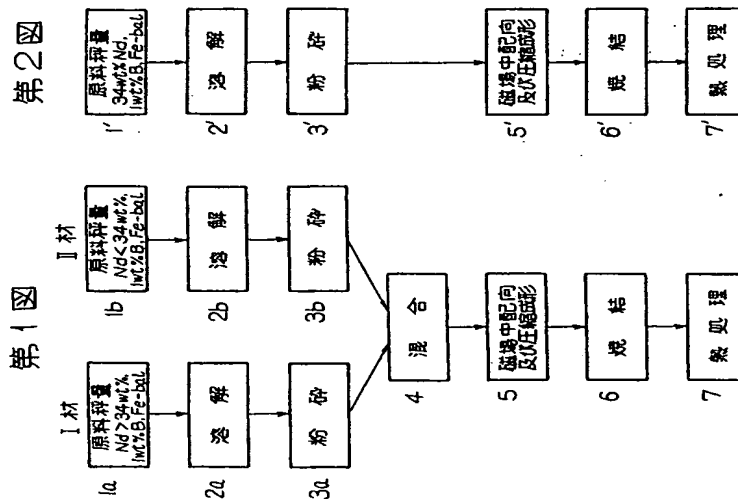 第1図
I材
II材
1a
原料秤量
Nd>34wt%,
1wt%B,Fe-bal
1b
原料秤量
Nd<34wt%,
1wt%B,Fe-bal
2a
溶解
2b
溶解
3a
粉砕
3b
粉砕
4
混合
5
磁場中配向
及び圧縮成形
6
焼結
7
熱処理
第2図
1'
原料秤量
34wt%Nd,
1wt%B,Fe-bal
2'
溶解
3'
粉砕
5'
磁場中配向
及び圧縮成形
6'
焼結
7'
熱処理